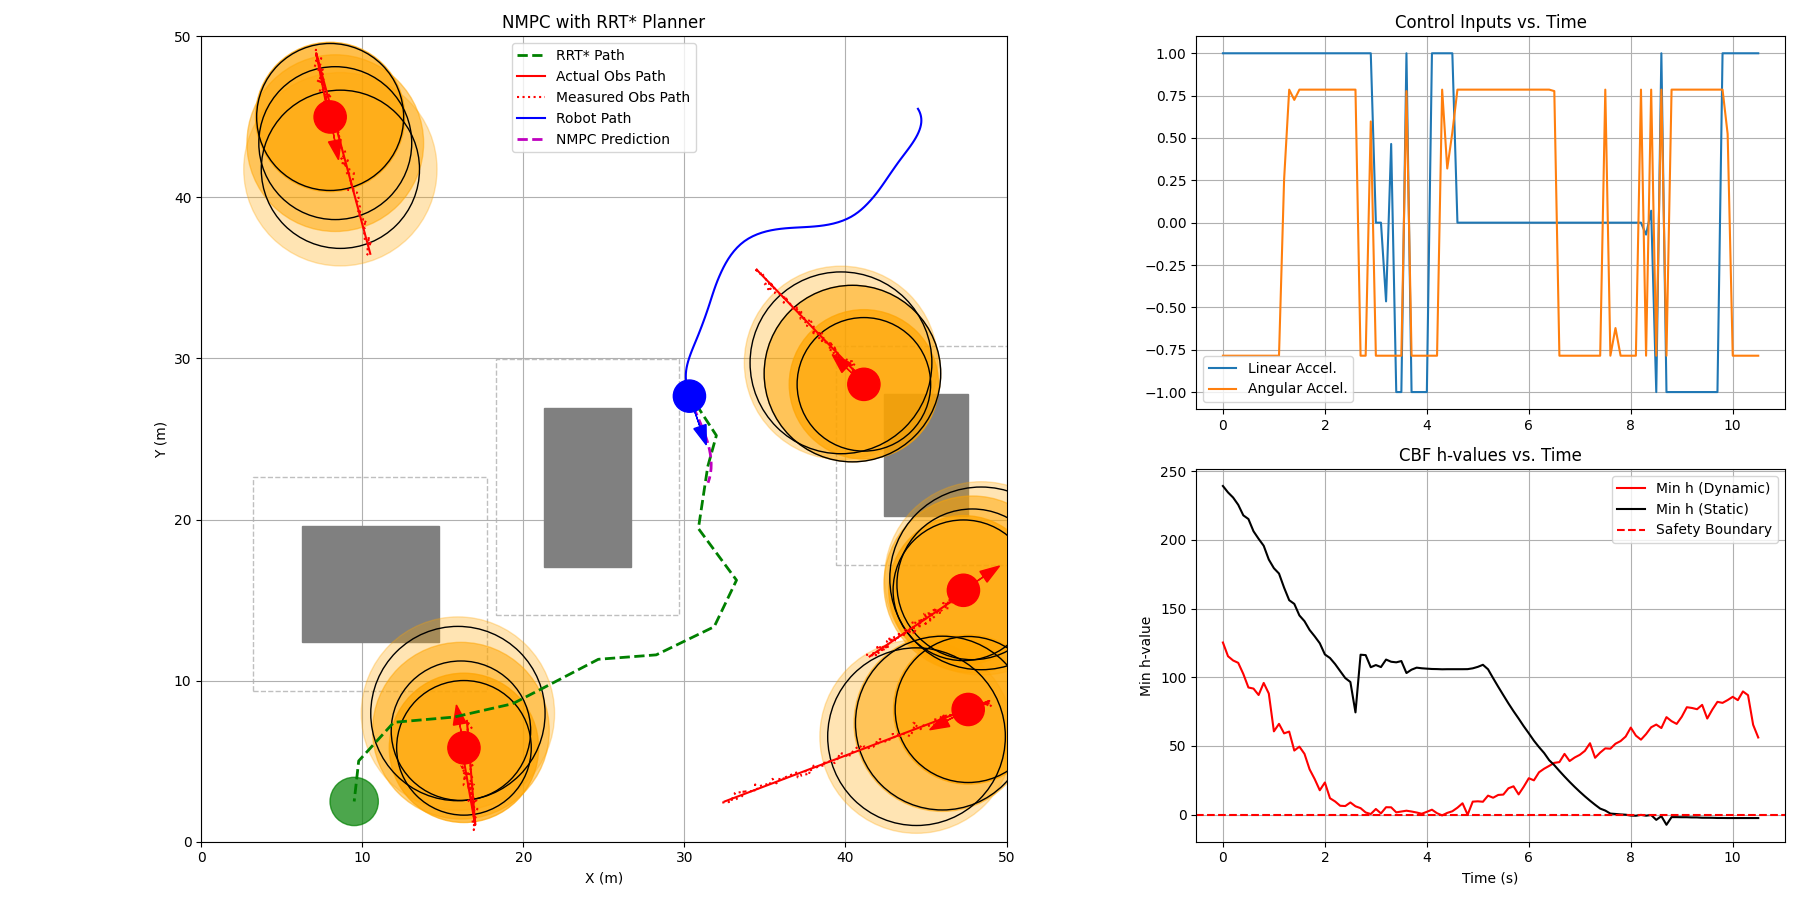 NMPC with RRT* Planner
RRT* Path
Actual Obs Path
Measured Obs Path
Robot Path
NMPC Prediction
50
40
30
20
10
0
Y (m)
0 10 20 30 40 50
X (m)
Control Inputs vs. Time
1.00
0.75
0.50
0.25
0.00
−0.25
−0.50
−0.75
−1.00
Linear Accel.
Angular Accel.
0 2 4 6 8 10
CBF h-values vs. Time
Min h (Dynamic)
Min h (Static)
Safety Boundary
250
200
150
100
50
0
Min h-value
0 2 4 6 8 10
Time (s)